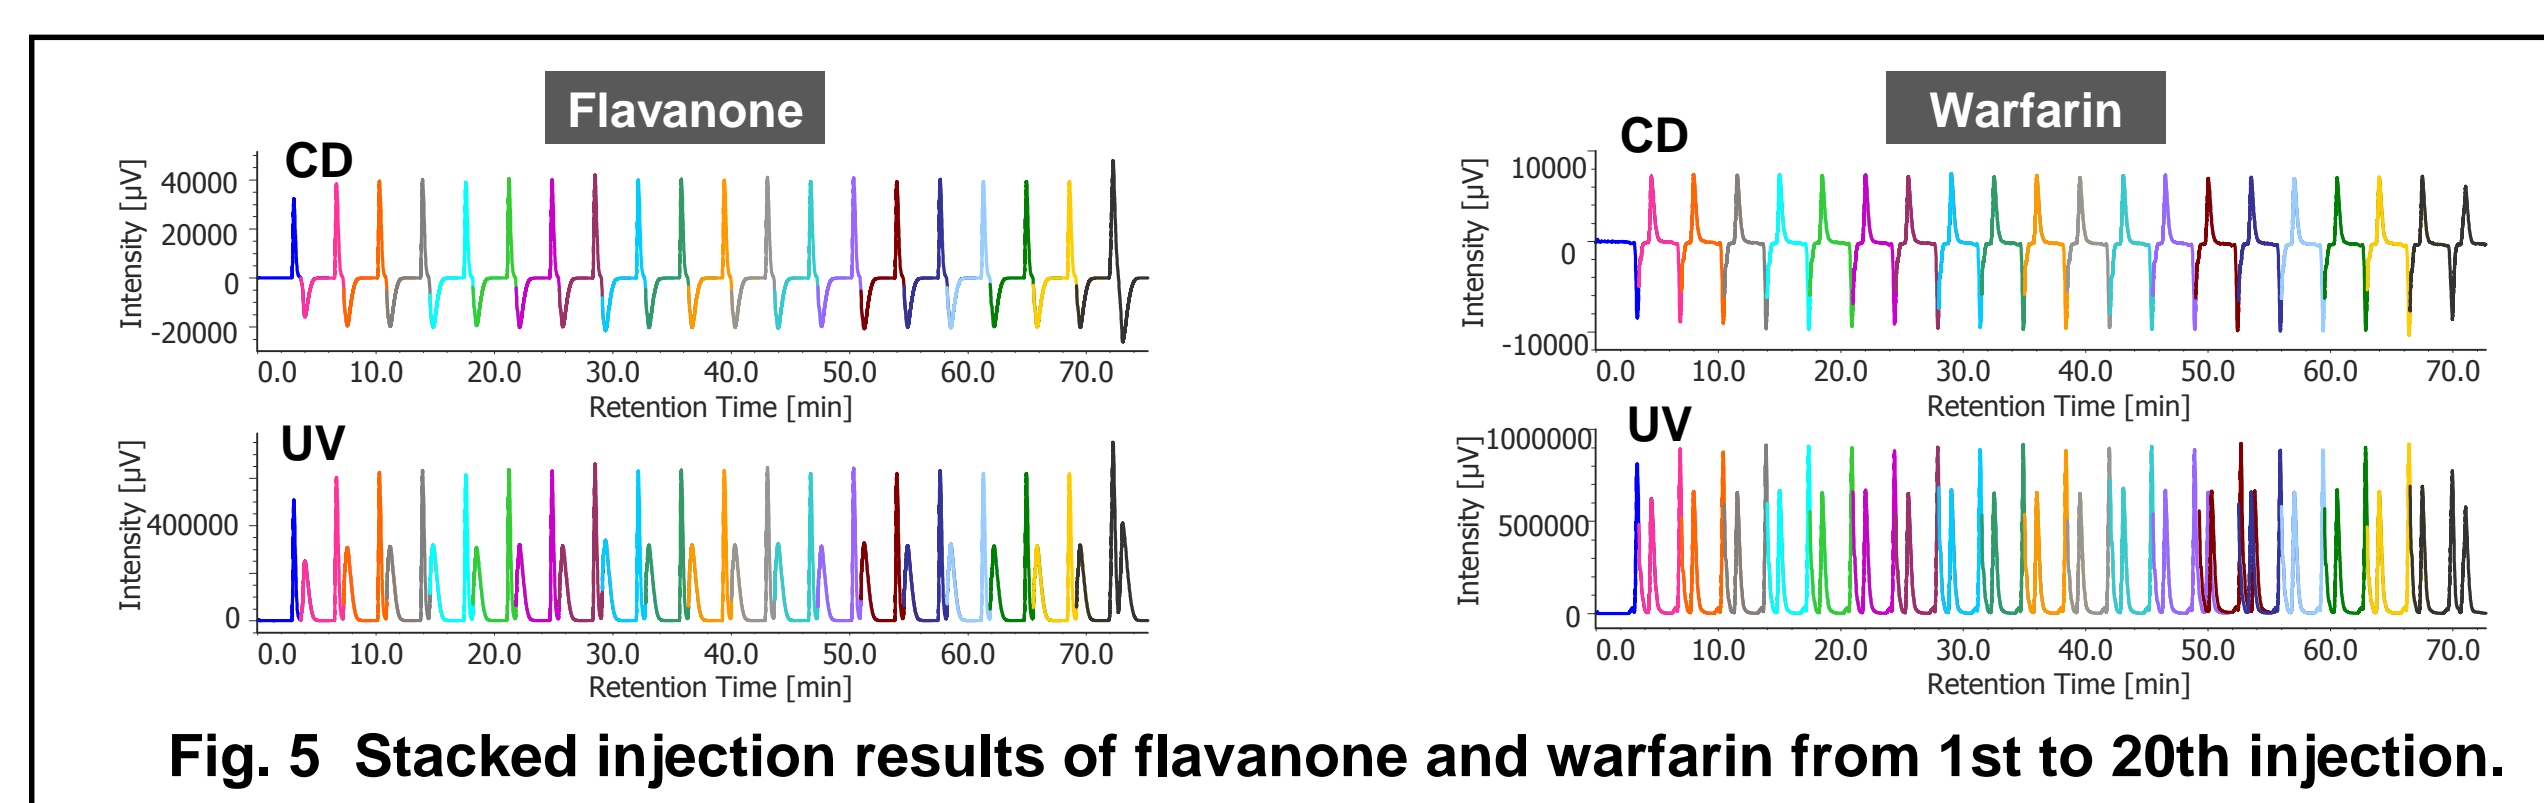 Flavanone
CD
Intensity [µV]
40000
20000
0
-20000
0.0 10.0 20.0 30.0 40.0 50.0 60.0 70.0
Retention Time [min]
UV
Intensity [µV]
400000
0
0.0 10.0 20.0 30.0 40.0 50.0 60.0 70.0
Retention Time [min]
Warfarin
CD
Intensity [µV]
10000
0
-10000
0.0 10.0 20.0 30.0 40.0 50.0 60.0 70.0
Retention Time [min]
UV
Intensity [µV]
1000000
500000
0
0.0 10.0 20.0 30.0 40.0 50.0 60.0 70.0
Retention Time [min]
Fig. 5 Stacked injection results of flavanone and warfarin from 1st to 20th injection.